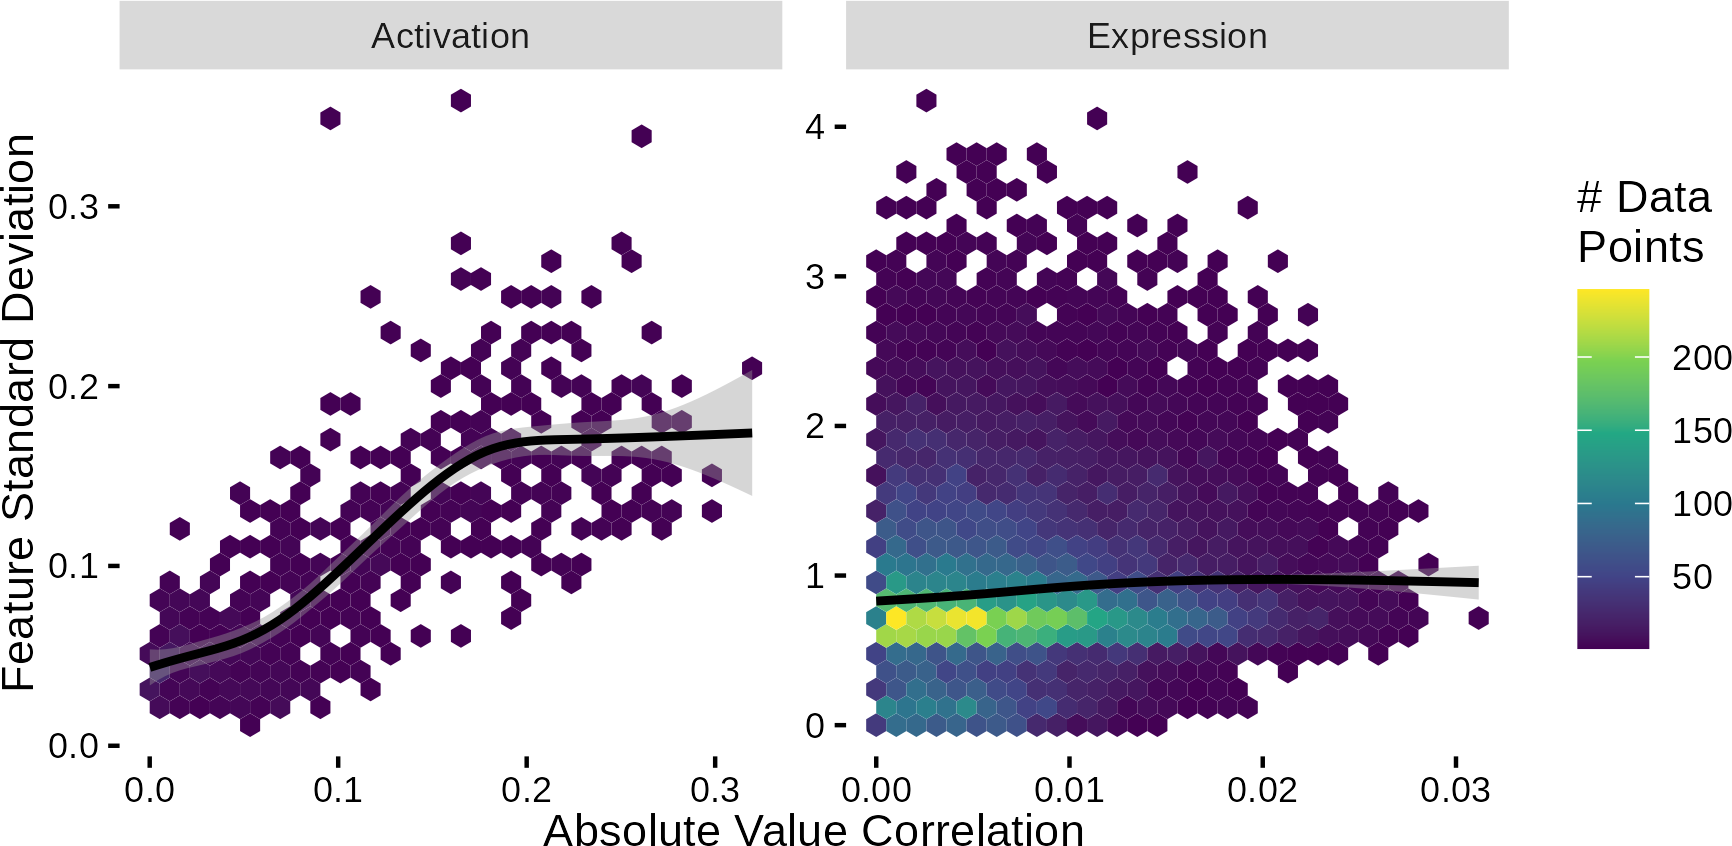 Activation
Expression
Feature Standard Deviation
0.3
0.2
0.1
0.0
0.0 0.1 0.2 0.3
4
3
2
1
0
0.00 0.01 0.02 0.03
Absolute Value Correlation
# Data
Points
200
150
100
50